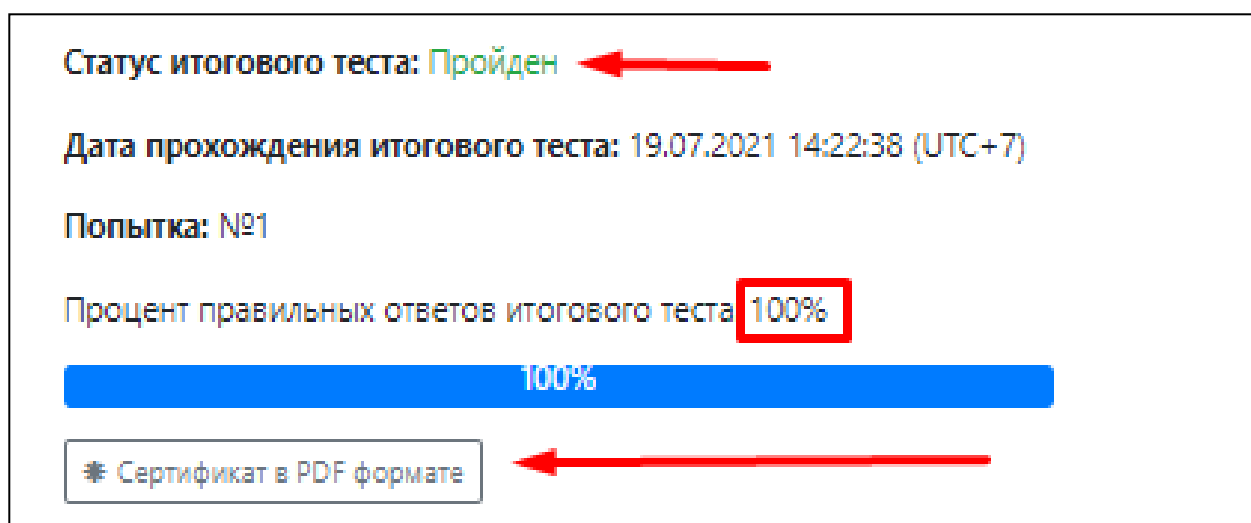 Статус итогового теста: Пройден
Дата прохождения итогового теста: 19.07.2021 14:22:38 (UTC+7)
Попытка: №1
Процент правильных ответов итогового теста 100%
100%
Сертификат в PDF формате